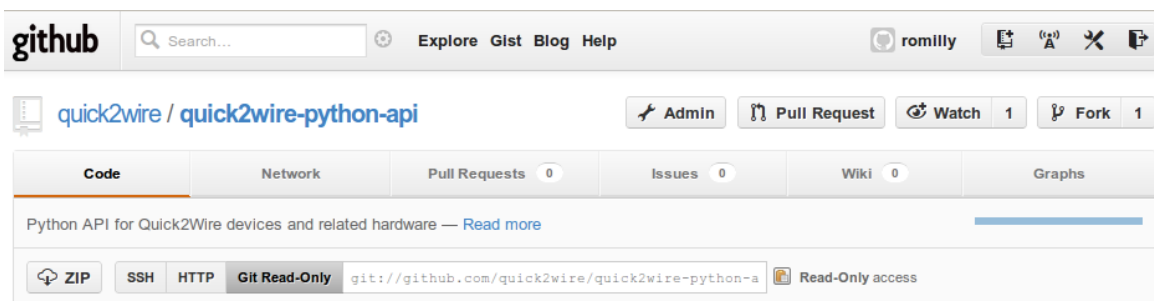 github Search... Explore Gist Blog Help romilly
quick2wire / quick2wire-python-api Admin Pull Request Watch 1 Fork 1
Code Network Pull Requests 0 Issues 0 Wiki 0 Graphs
Python API for Quick2Wire devices and related hardware — Read more
ZIP SSH HTTP Git Read-Only git://github.com/quick2wire/quick2wire-python-a Read-Only access